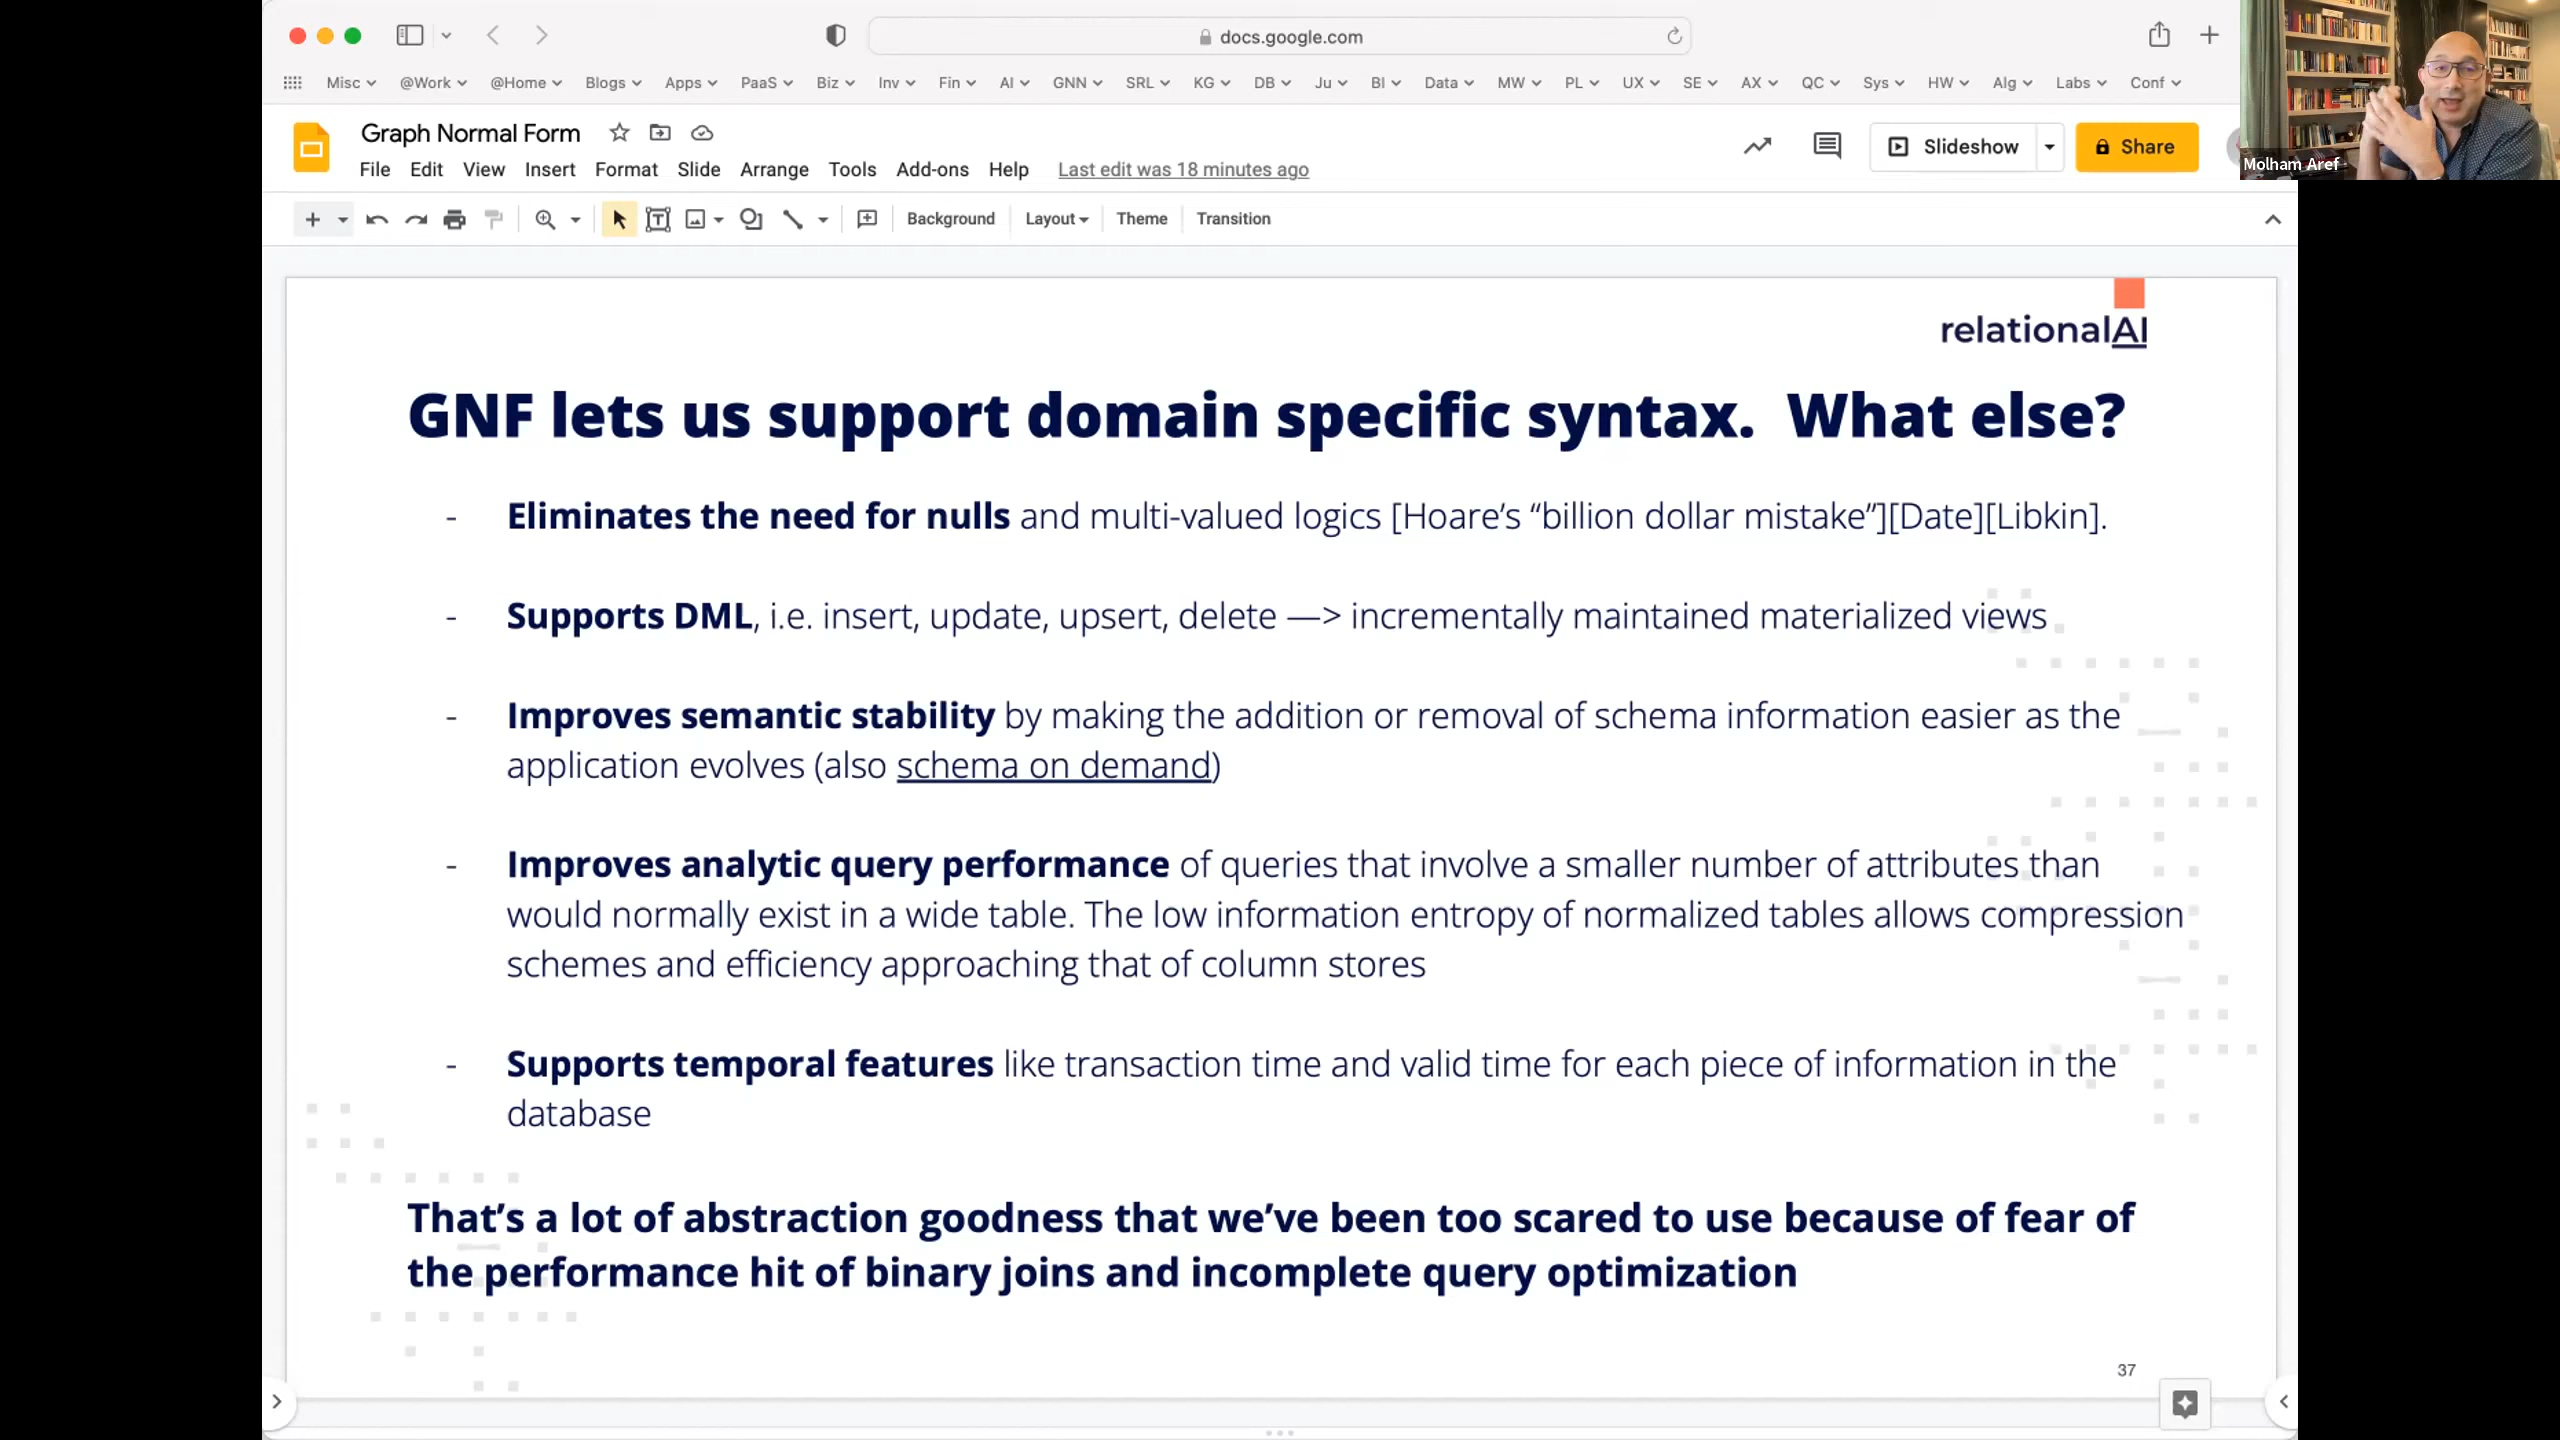 docs.google.com
Misc @Work @Home Blogs Apps PaaS Biz Inv Fin AI GNN SRL KG DB Ju BI Data MW PL UX SE AX QC Sys HW Alg Labs Conf
Graph Normal Form
Slideshow Share
File Edit View Insert Format Slide Arrange Tools Add-ons Help Last edit was 18 minutes ago
Molham Aref
Background Layout Theme Transition
relationalAI
GNF lets us support domain specific syntax. What else?
- Eliminates the need for nulls and multi-valued logics [Hoare’s “billion dollar mistake”][Date][Libkin].
- Supports DML, i.e. insert, update, upsert, delete —> incrementally maintained materialized views
- Improves semantic stability by making the addition or removal of schema information easier as the
application evolves (also schema on demand)
- Improves analytic query performance of queries that involve a smaller number of attributes than
would normally exist in a wide table. The low information entropy of normalized tables allows compression
schemes and efficiency approaching that of column stores
- Supports temporal features like transaction time and valid time for each piece of information in the
database
That’s a lot of abstraction goodness that we’ve been too scared to use because of fear of
the performance hit of binary joins and incomplete query optimization
37